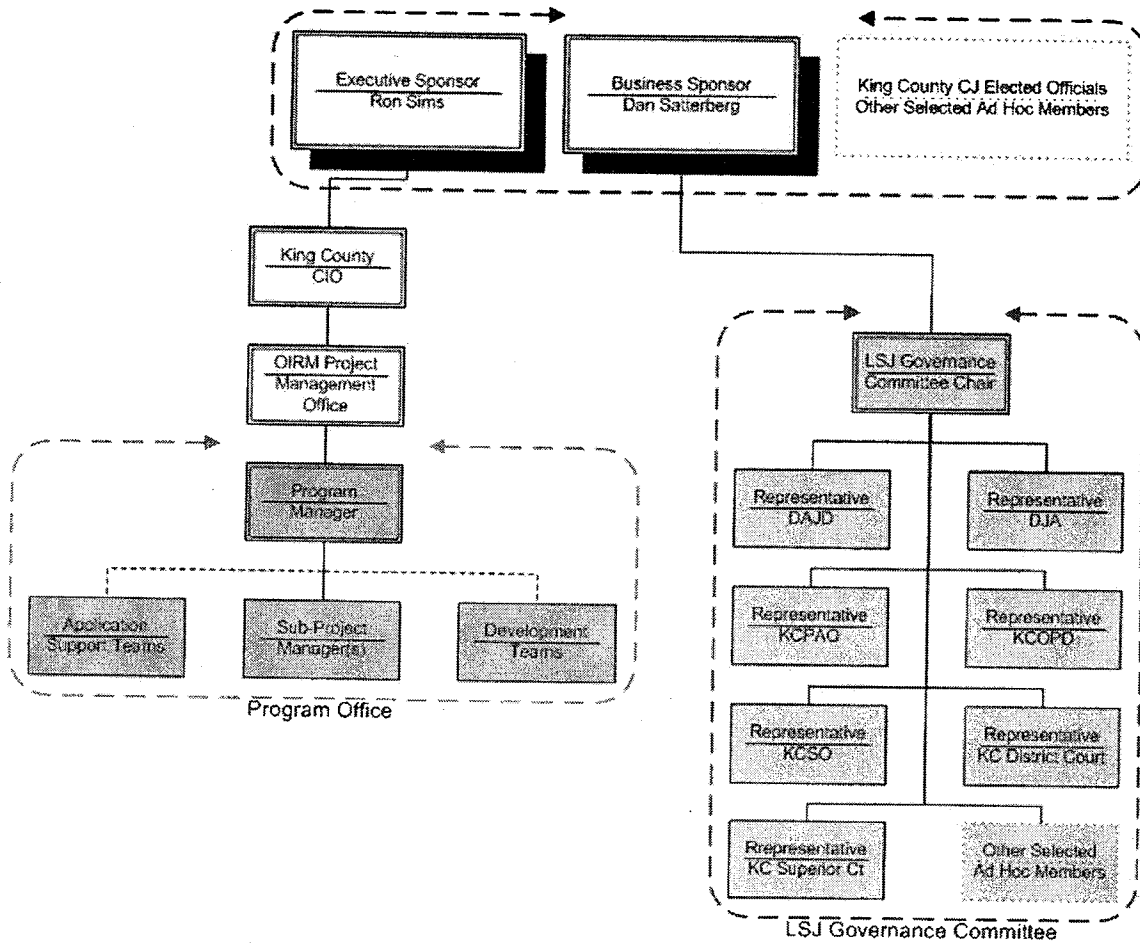 Executive Sponsor
Ron Sims
Business Sponsor
Dan Satterberg
King County CJ Elected Officials
Other Selected Ad Hoc Members
King County
CIO
OIRM Project
Management
Office
Program
Manager
Application
Support Teams
Sub-Project
Manager(s)
Development
Teams
Program Office
LSJ Governance
Committee Chair
Representative
DAJD
Representative
DJA
Representative
KCPAO
Representative
KCOPD
Representative
KCSO
Representative
KC District Court
Rrepresentative
KC Superior Ct
Other Selected
Ad Hoc Members
LSJ Governance Committee